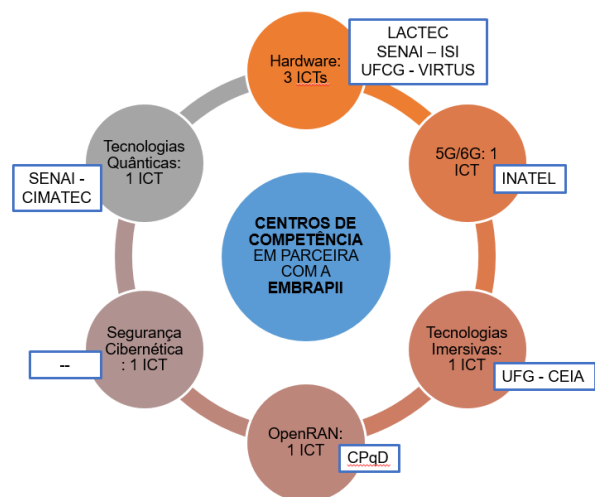 Hardware:
3 ICTs
LACTEC
SENAI – ISI
UFCG - VIRTUS
5G/6G: 1
ICT
INATEL
Tecnologias
Imersivas:
1 ICT
UFG - CEIA
OpenRAN:
1 ICT
CPqD
Segurança
Cibernética
: 1 ICT
--
Tecnologias
Quânticas:
1 ICT
SENAI -
CIMATEC
CENTROS DE
COMPETÊNCIA
EM PARCEIRA
COM A
EMBRAPII